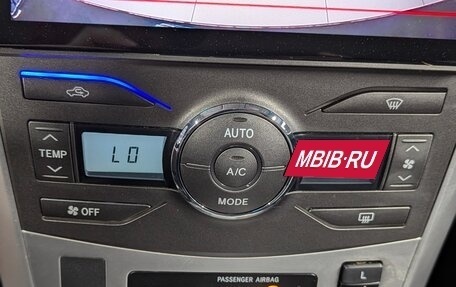 AUTO
TEMP
LO
A/C
MBIB·RU
OFF
MODE
PASSENGER AIRBAG
L